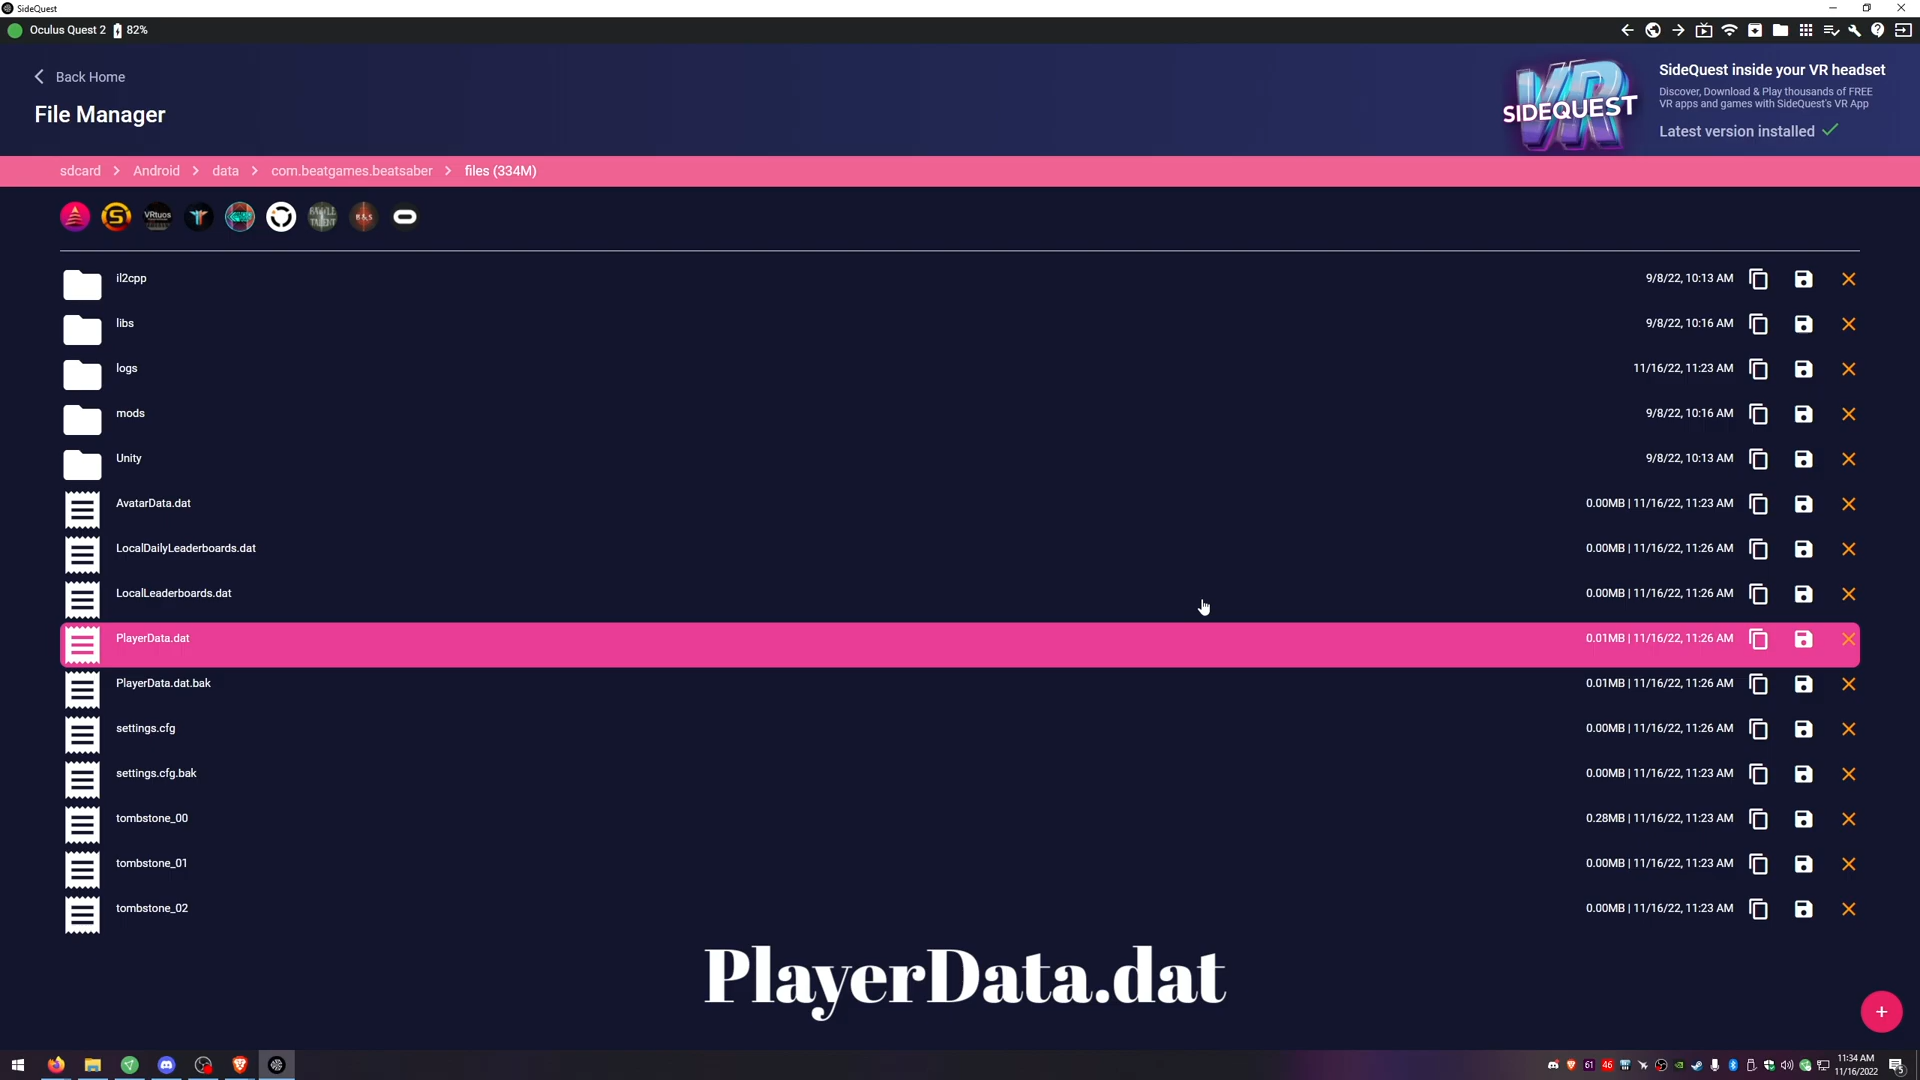 SideQuest
Oculus Quest 2 82%
Back Home
File Manager
VR
SIDEQUEST
SideQuest inside your VR headset
Discover, Download & Play thousands of FREE
VR apps and games with SideQuest's VR App
Latest version installed
sdcard > Android > data > com.beatgames.beatsaber > files (334M)
VRtuos
BATTLE
TALENT
B&S
il2cpp 9/8/22, 10:13 AM
libs 9/8/22, 10:16 AM
logs 11/16/22, 11:23 AM
mods 9/8/22, 10:16 AM
Unity 9/8/22, 10:13 AM
AvatarData.dat 0.00MB | 11/16/22, 11:23 AM
LocalDailyLeaderboards.dat 0.00MB | 11/16/22, 11:26 AM
LocalLeaderboards.dat 0.00MB | 11/16/22, 11:26 AM
PlayerData.dat 0.01MB | 11/16/22, 11:26 AM
PlayerData.dat.bak 0.01MB | 11/16/22, 11:26 AM
settings.cfg 0.00MB | 11/16/22, 11:26 AM
settings.cfg.bak 0.00MB | 11/16/22, 11:23 AM
tombstone_00 0.28MB | 11/16/22, 11:23 AM
tombstone_01 0.00MB | 11/16/22, 11:23 AM
tombstone_02 0.00MB | 11/16/22, 11:23 AM
PlayerData.dat
+
61 46
11:34 AM
11/16/2022
5